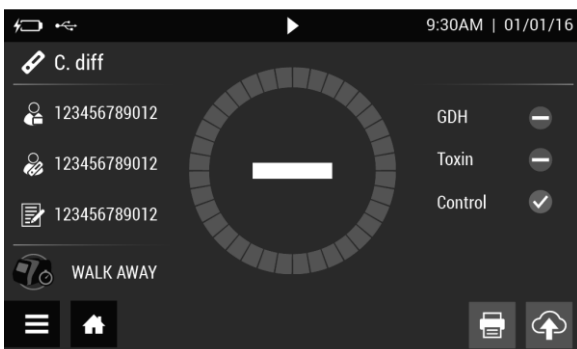 9:30AM | 01/01/16
C. diff
123456789012
123456789012
123456789012
WALK AWAY
GDH
Toxin
Control